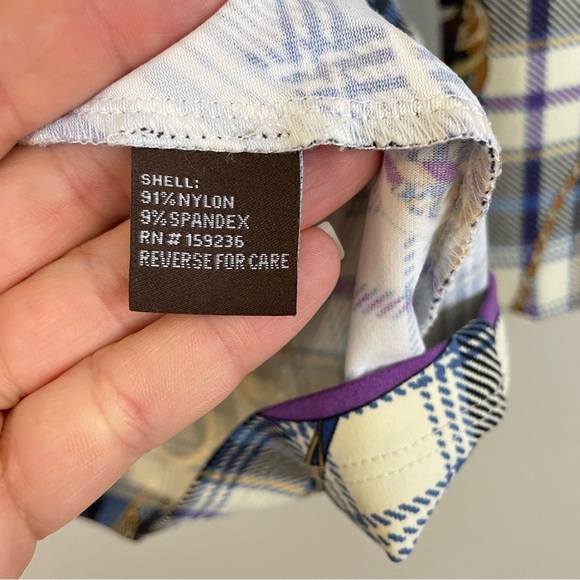 SHELL:
91% NYLON
9% SPANDEX
RN # 159236
REVERSE FOR CARE